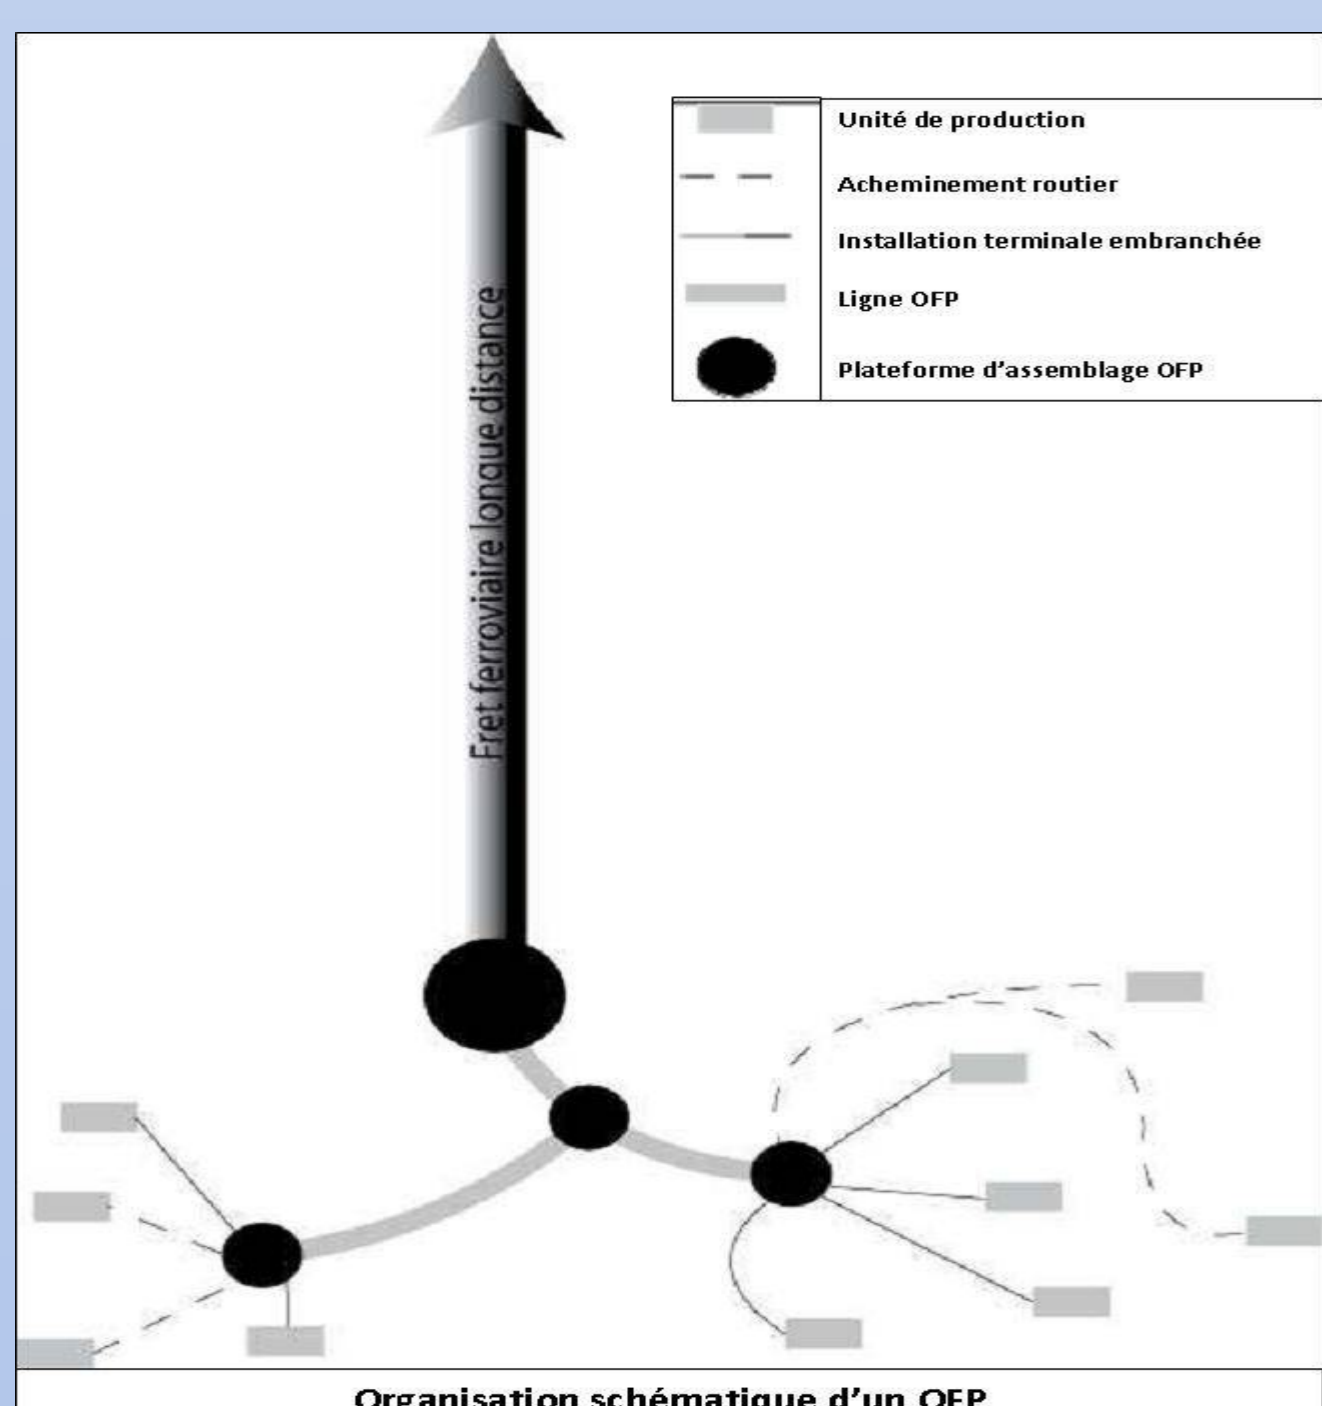 Unité de production
Acheminement routier
Installation terminale embranchée
Ligne OFP
Plateforme d'assemblage OFP
Fret ferroviaire longue distance
Organisation schématique d'un OFP